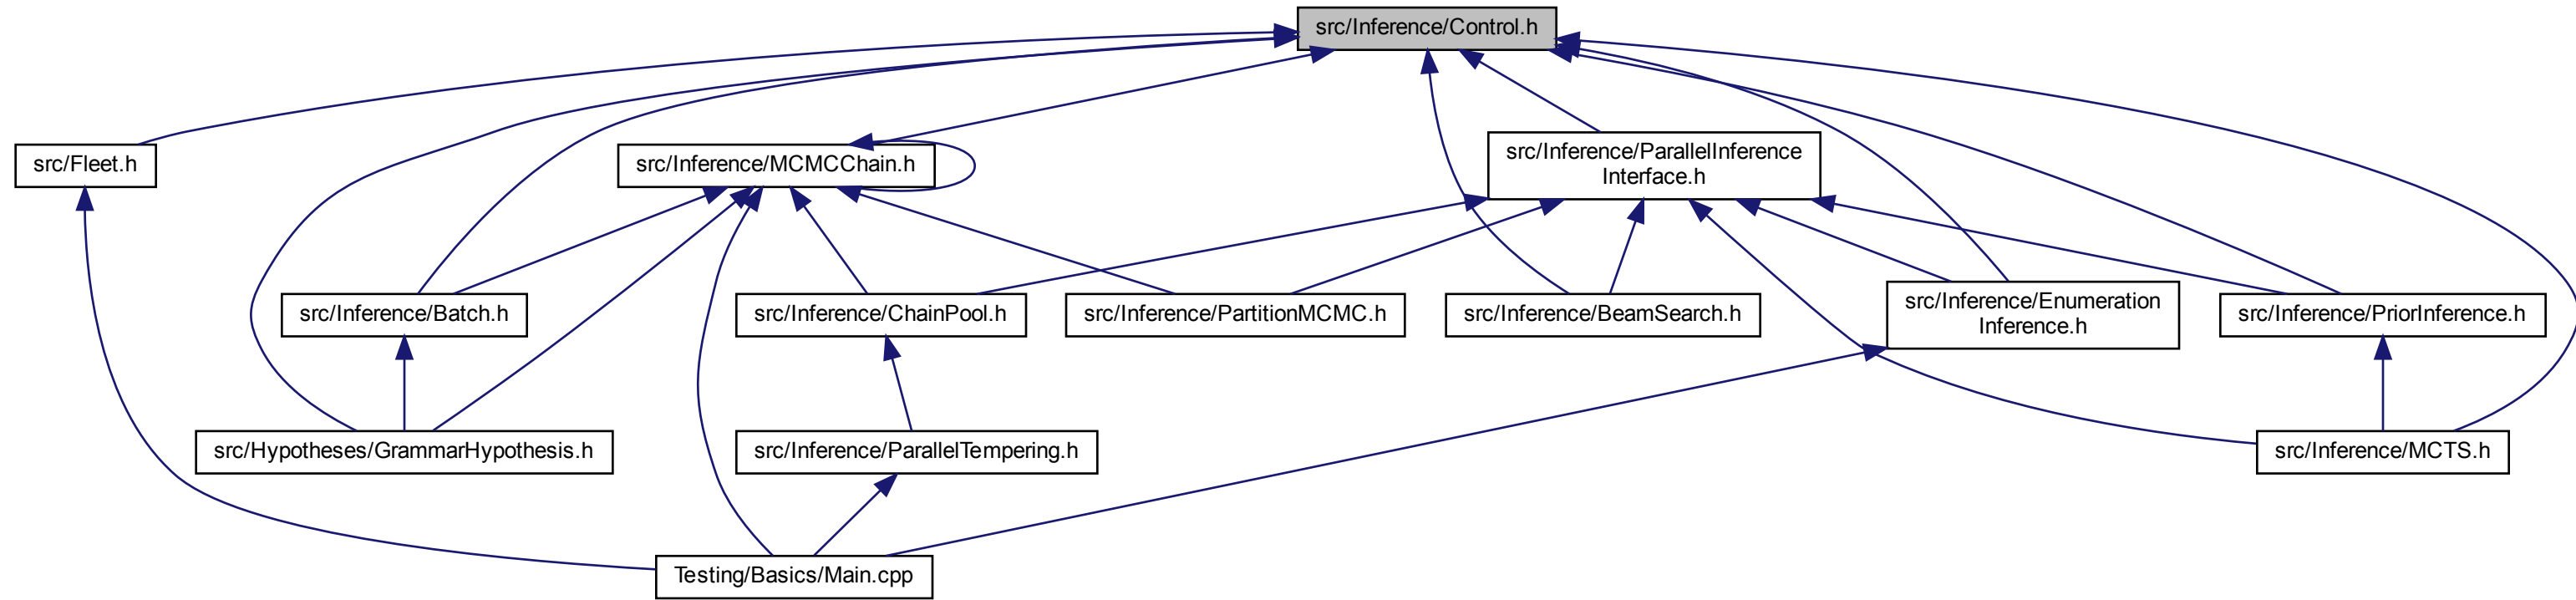 src/Inference/Control.h
src/Fleet.h
src/Inference/MCMCChain.h
src/Inference/ParallelInference
Interface.h
src/Inference/Batch.h
src/Inference/ChainPool.h
src/Inference/PartitionMCMC.h
src/Inference/BeamSearch.h
src/Inference/Enumeration
Inference.h
src/Inference/PriorInference.h
src/Hypotheses/GrammarHypothesis.h
src/Inference/ParallelTempering.h
src/Inference/MCTS.h
Testing/Basics/Main.cpp